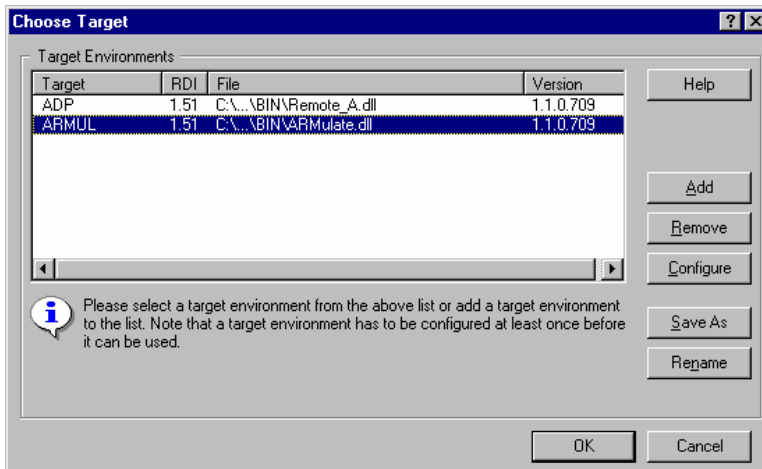 Choose Target
Target Environments
Target RDI File Version
ADP 1.51 C:\...\BIN\Remote_A.dll 1.1.0.709
ARMUL 1.51 C:\...\BIN\ARMulate.dll 1.1.0.709
Help
Add
Remove
Configure
Please select a target environment from the above list or add a target environment
to the list. Note that a target environment has to be configured at least once before
it can be used.
Save As
Rename
OK Cancel